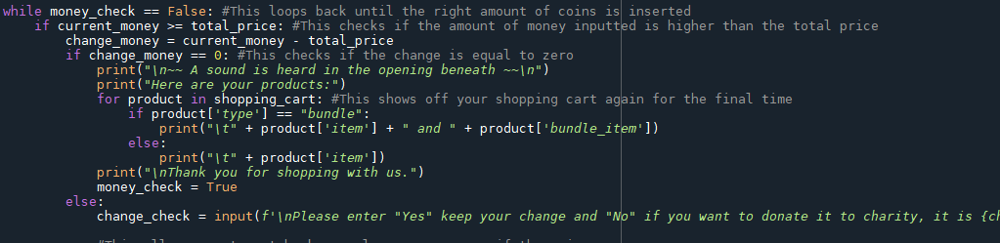 while money_check == False: #This loops back until the right amount of coins is inserted
if current_money >= total_price: #This checks if the amount of money inputted is higher than the total price
change_money = current_money - total_price
if change_money == 0: #This checks if the change is equal to zero
print("\n~~ A sound is heard in the opening beneath ~~\n")
print("Here are your products:")
for product in shopping_cart: #This shows off your shopping cart again for the final time
if product['type'] == "bundle":
print("\t" + product['item'] + " and " + product['bundle_item'])
else:
print("\t" + product['item'])
print("\nThank you for shopping with us.")
money_check = True
else:
change_check = input(f'\nPlease enter "Yes" keep your change and "No" if you want to donate it to charity, it is {ch